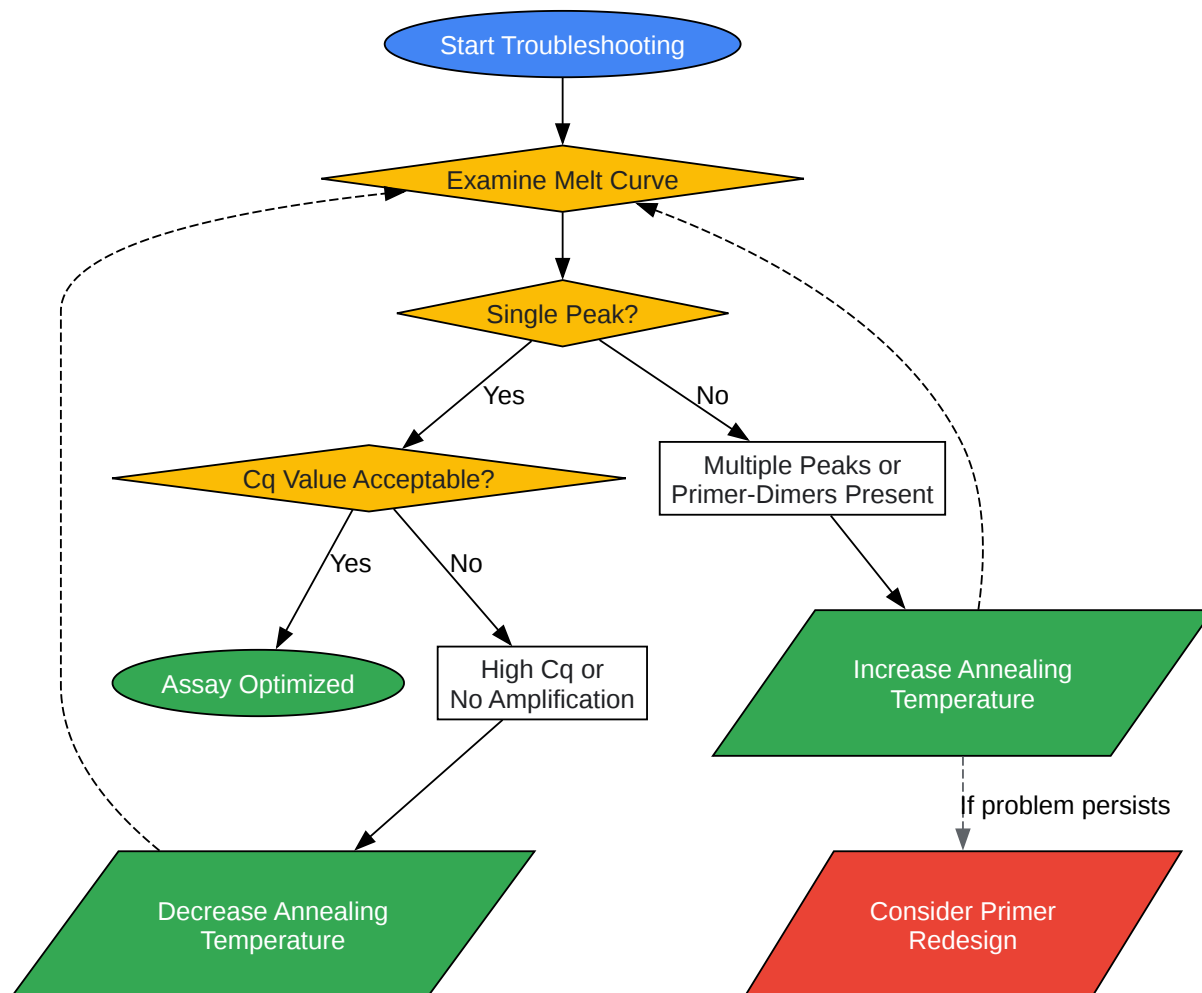 Start Troubleshooting
Examine Melt Curve
Single Peak?
Yes
No
Cq Value Acceptable?
Multiple Peaks or
Primer-Dimers Present
Yes
No
Assay Optimized
High Cq or
No Amplification
Increase Annealing
Temperature
If problem persists
Decrease Annealing
Temperature
Consider Primer
Redesign